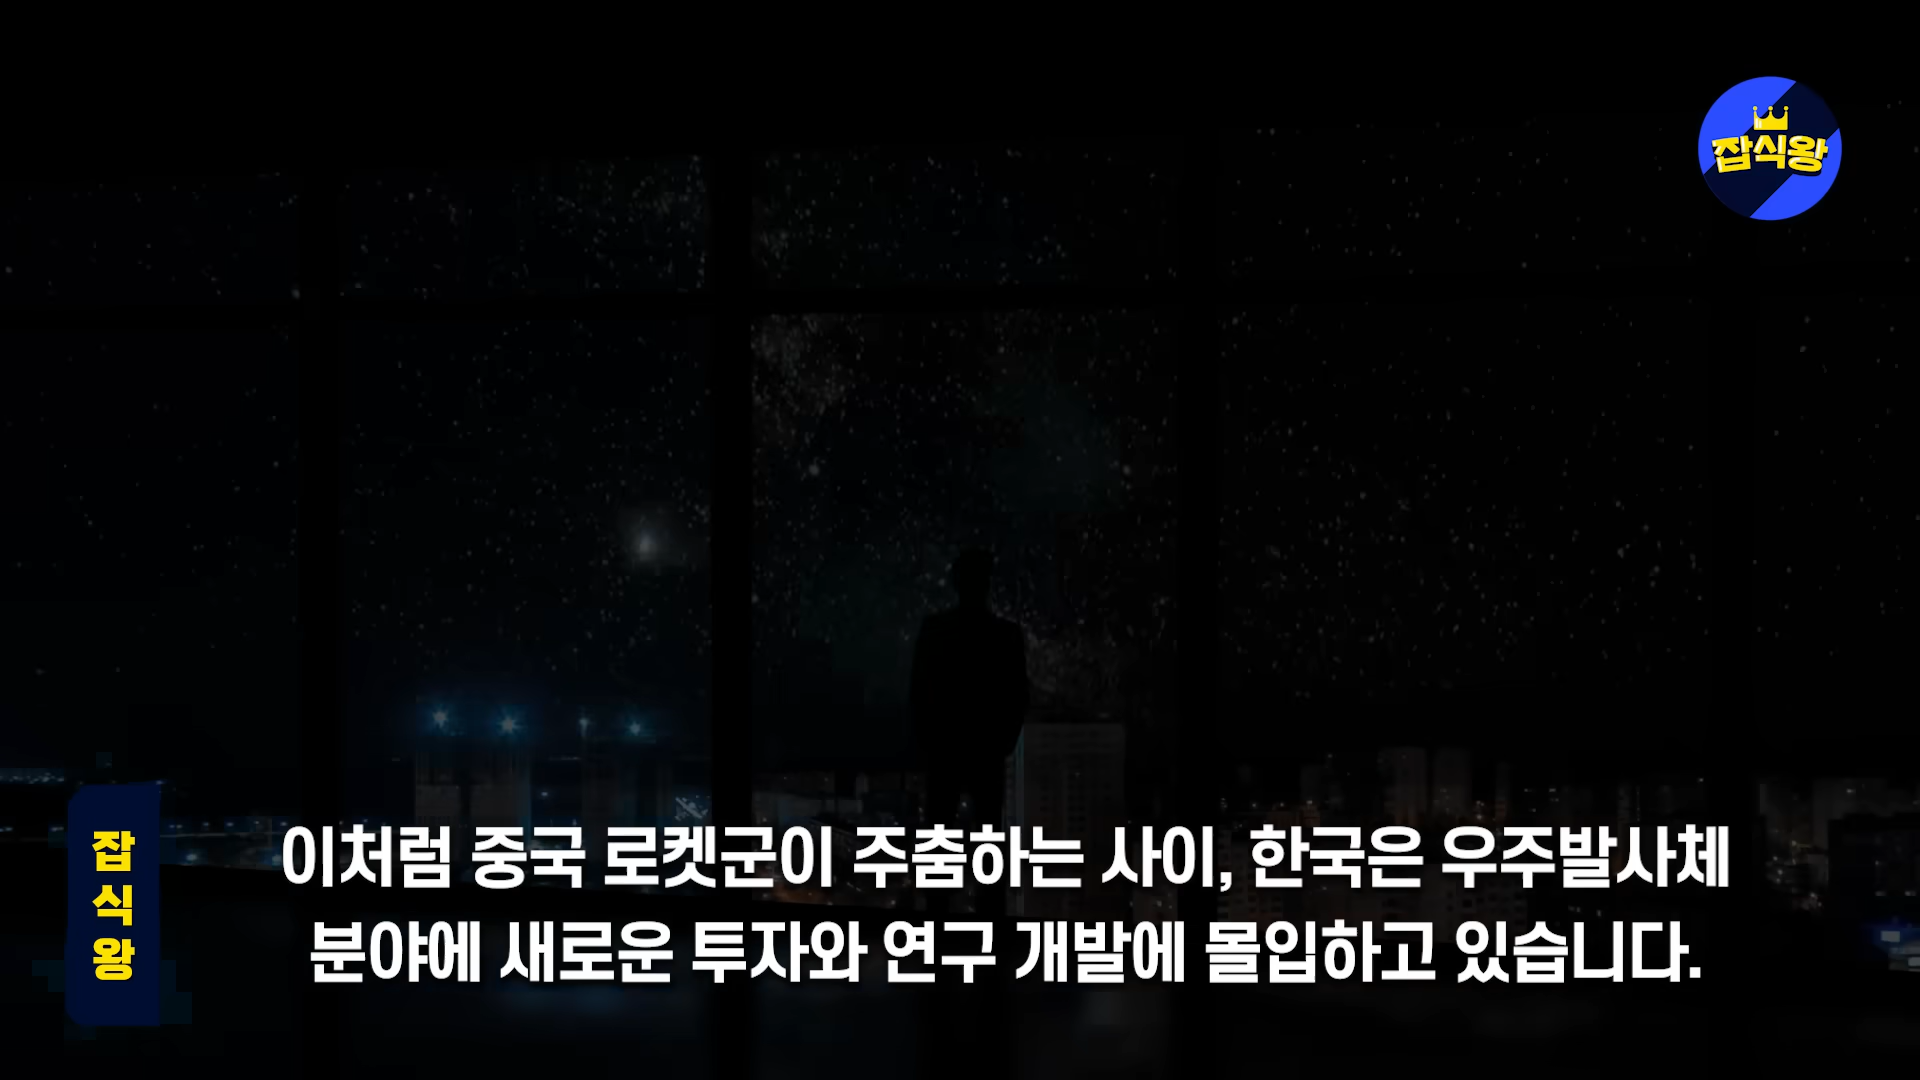 잡식왕
잡
식
왕
이처럼 중국 로켓군이 주춤하는 사이, 한국은 우주발사체
분야에 새로운 투자와 연구 개발에 몰입하고 있습니다.